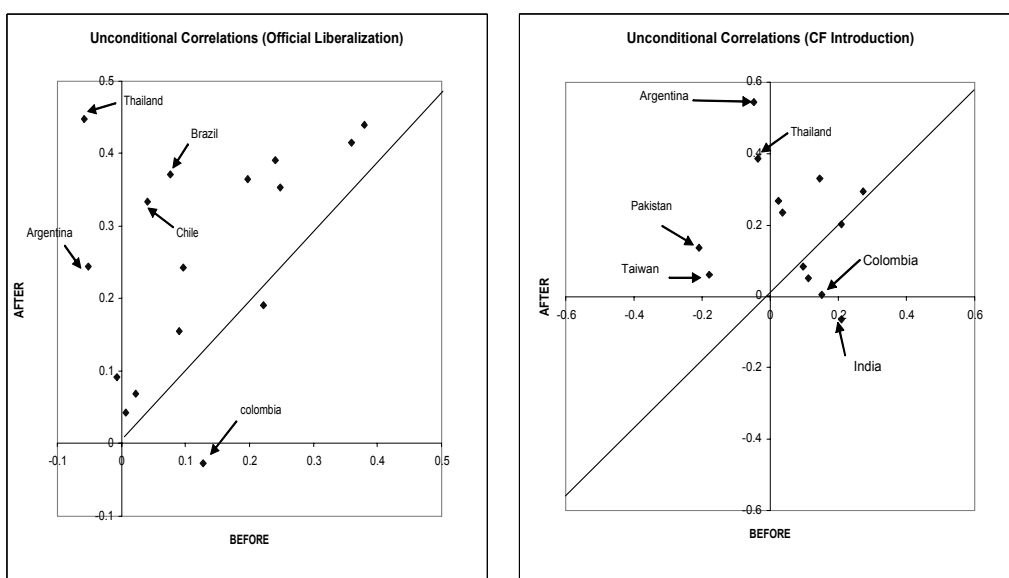 Unconditional Correlations (Official Liberalization)
0.5
Thailand
Brazil
0.4
0.3
Chile
Argentina
0.2
AFTER
0.1
colombia
0
-0.1 0 0.1 0.2 0.3 0.4 0.5
-0.1
BEFORE
Unconditional Correlations (CF Introduction)
0.6
Argentina
Thailand
0.4
Pakistan
0.2
Taiwan
Colombia
AFTER
0
-0.6 -0.4 -0.2 0 0.2 0.4 0.6
India
-0.2
-0.4
-0.6
BEFORE